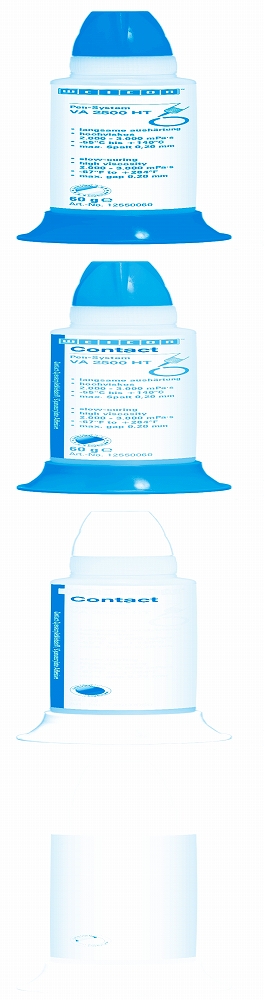 WEICON
Pen-System
VA 2500 HT
- langsame aushärtung
- hochviskos
- 2.000 - 3.000 mPa·s
- -55°C bis +140°C
- max. Spalt 0,20 mm
- slow-curing
- high viscosity
- 2.000 - 3.000 mPa·s
- -67°F to +284°F
- max. gap 0,20 mm
60 g e
Art.-No. 12550060
WEICON
Contact
Pen-System
VA 2500 HT
- langsame aushärtung
- hochviskos
- 2.000 - 3.000 mPa·s
- -55°C bis +140°C
- max. Spalt 0,20 mm
- slow-curing
- high viscosity
- 2.000 - 3.000 mPa·s
- -67°F to +284°F
- max. gap 0,20 mm
60 g e
Art.-No. 12550060
Contact